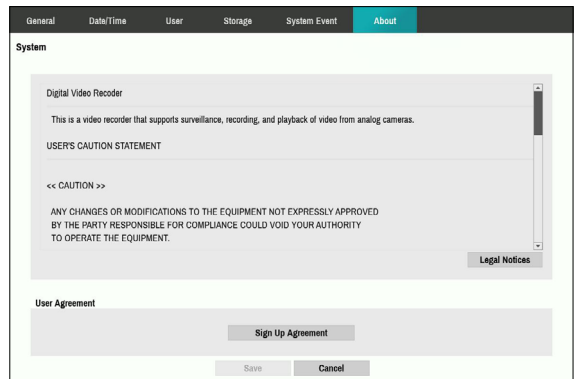 General Date/Time User Storage System Event About
System
Digital Video Recoder
This is a video recorder that supports surveillance, recording, and playback of video from analog cameras.
USER'S CAUTION STATEMENT
<< CAUTION >>
ANY CHANGES OR MODIFICATIONS TO THE EQUIPMENT NOT EXPRESSLY APPROVED
BY THE PARTY RESPONSIBLE FOR COMPLIANCE COULD VOID YOUR AUTHORITY
TO OPERATE THE EQUIPMENT.
Legal Notices
User Agreement
Sign Up Agreement
Save Cancel